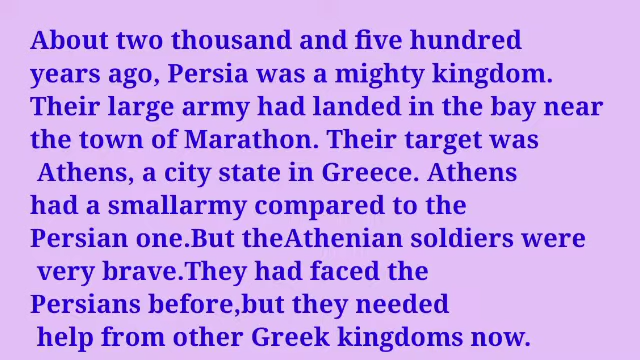 About two thousand and five hundred
years ago, Persia was a mighty kingdom.
Their large army had landed in the bay near
the town of Marathon. Their target was
Athens, a city state in Greece. Athens
had a smallarmy compared to the
Persian one.But theAthenian soldiers were
very brave.They had faced the
Persians before,but they needed
help from other Greek kingdoms now.